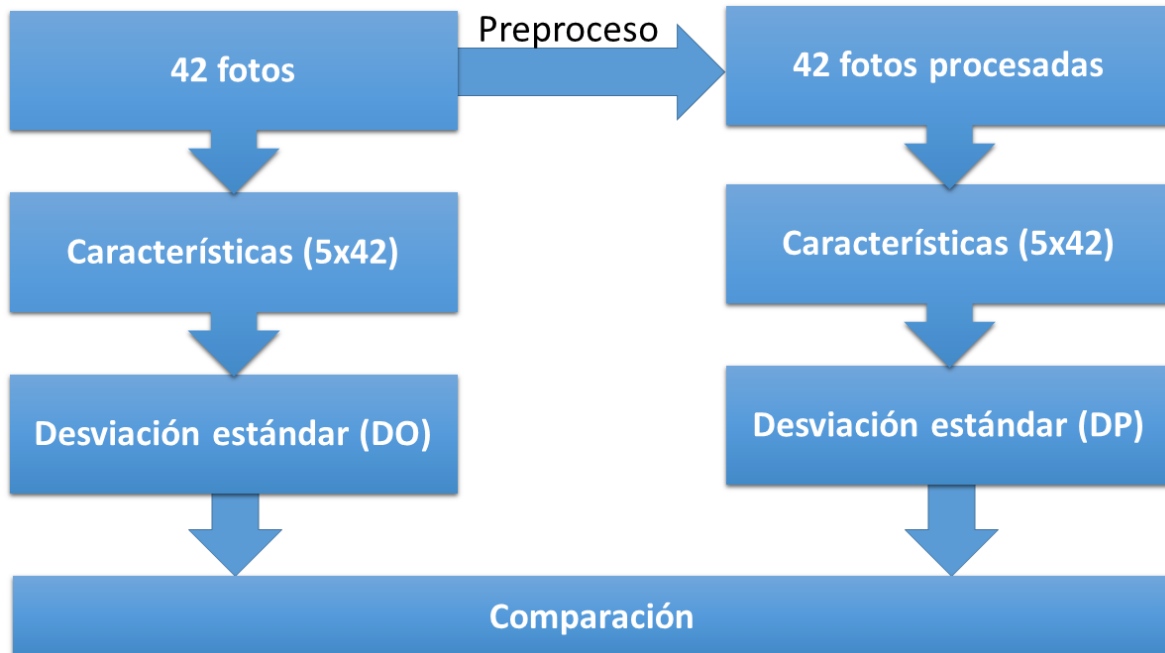 Preproceso
42 fotos
42 fotos procesadas
Características (5x42)
Características (5x42)
Desviación estándar (DO)
Desviación estándar (DP)
Comparación